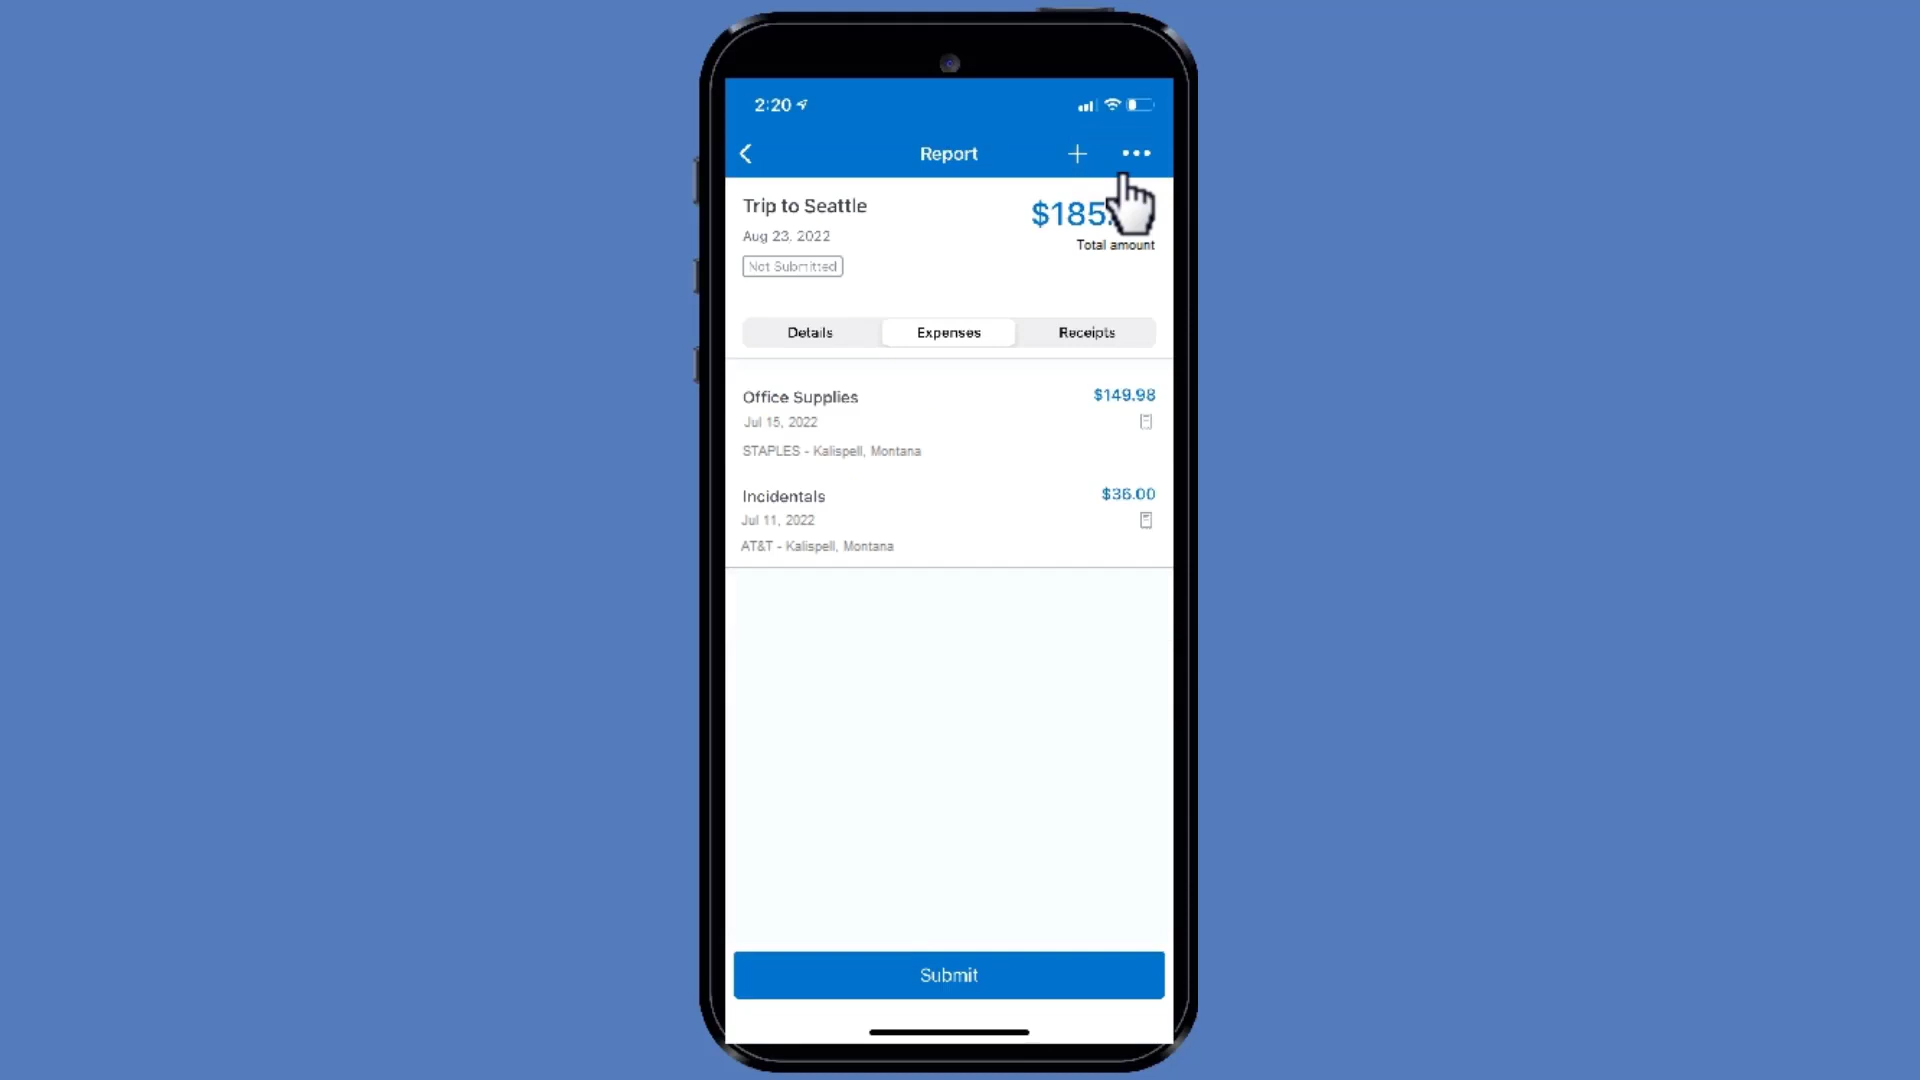 2:20
Report
Trip to Seattle
$185.
Aug 23, 2022
Total amount
Not Submitted
Details Expenses Receipts
Office Supplies $149.98
Jul 15, 2022
STAPLES - Kalispell, Montana
Incidentals $36.00
Jul 11, 2022
AT&T - Kalispell, Montana
Submit